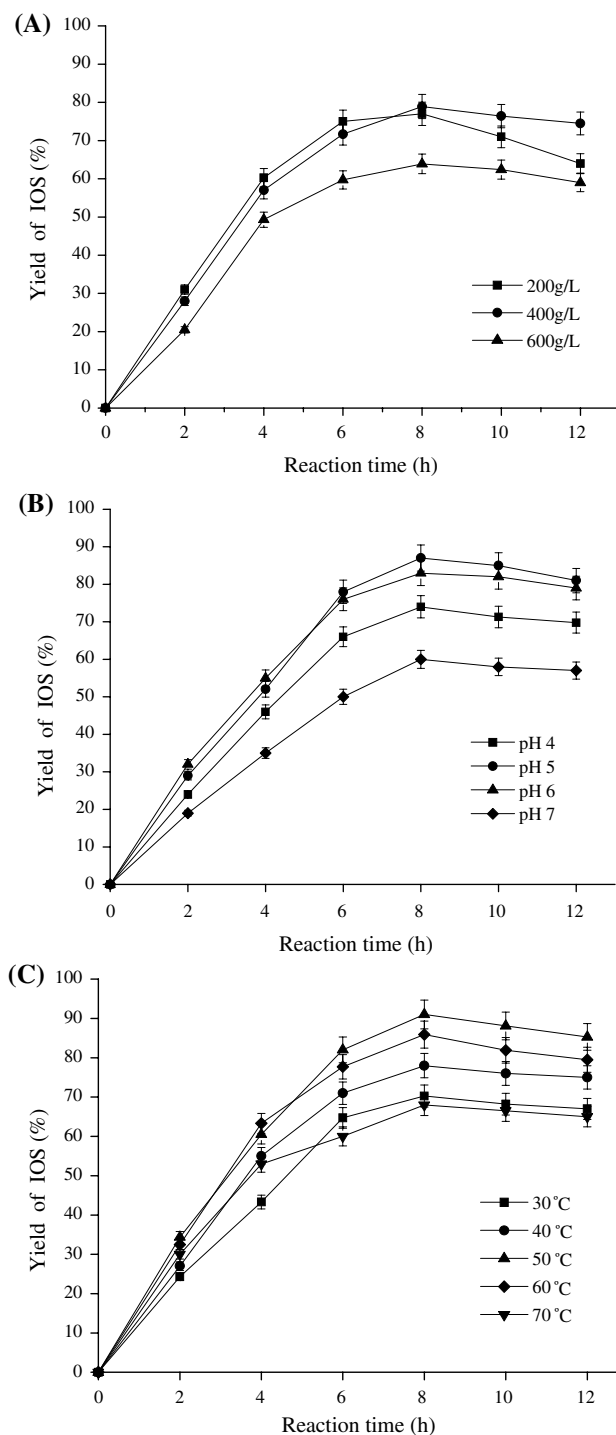 (A)
100
90
80
70
60
50
40
30
20
10
0
Yield of IOS (%)
200g/L
400g/L
600g/L
0 2 4 6 8 10 12
Reaction time (h)
(B)
100
90
80
70
60
50
40
30
20
10
0
Yield of IOS (%)
pH 4
pH 5
pH 6
pH 7
0 2 4 6 8 10 12
Reaction time (h)
(C)
100
90
80
70
60
50
40
30
20
10
0
Yield of IOS (%)
30 °C
40 °C
50 °C
60 °C
70 °C
0 2 4 6 8 10 12
Reaction time (h)